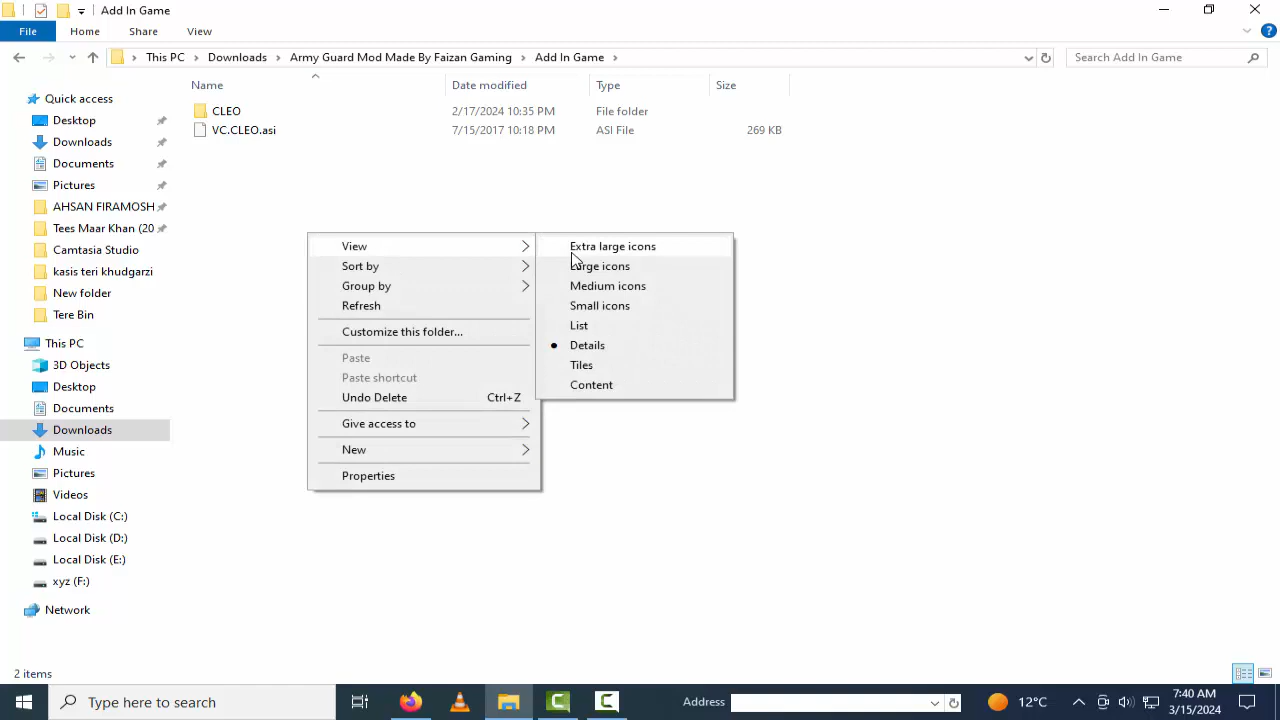 Add In Game
File Home Share View
This PC Downloads Army Guard Mod Made By Faizan Gaming Add In Game Search Add In Game
Name Date modified Type Size
Quick access
Desktop
Downloads
Documents
Pictures
AHSAN FIRAMOSH
Tees Maar Khan (20
Camtasia Studio
kasis teri khudgarzi
New folder
Tere Bin
This PC
3D Objects
Desktop
Documents
Downloads
Music
Pictures
Videos
Local Disk (C:)
Local Disk (D:)
Local Disk (E:)
xyz (F:)
Network
CLEO 2/17/2024 10:35 PM File folder
VC.CLEO.asi 7/15/2017 10:18 PM ASI File 269 KB
View
Sort by
Group by
Refresh
Customize this folder...
Paste
Paste shortcut
Undo Delete Ctrl+Z
Give access to
New
Properties
Extra large icons
Large icons
Medium icons
Small icons
List
Details
Tiles
Content
2 items
Type here to search Address 12°C 7:40 AM
3/15/2024